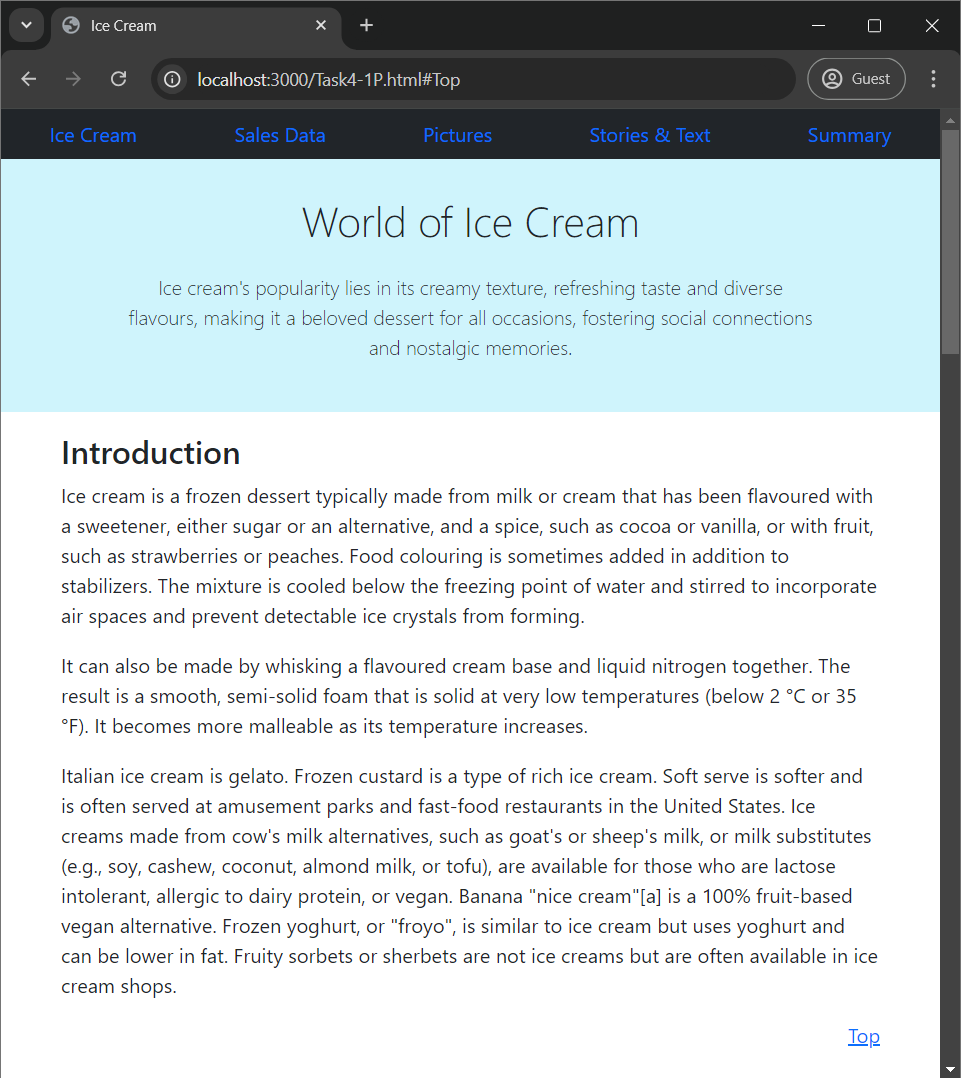 Ice Cream
localhost:3000/Task4-1P.html#Top
Guest
Ice Cream Sales Data Pictures Stories & Text Summary
World of Ice Cream
Ice cream's popularity lies in its creamy texture, refreshing taste and diverse
flavours, making it a beloved dessert for all occasions, fostering social connections
and nostalgic memories.
Introduction
Ice cream is a frozen dessert typically made from milk or cream that has been flavoured with
a sweetener, either sugar or an alternative, and a spice, such as cocoa or vanilla, or with fruit,
such as strawberries or peaches. Food colouring is sometimes added in addition to
stabilizers. The mixture is cooled below the freezing point of water and stirred to incorporate
air spaces and prevent detectable ice crystals from forming.
It can also be made by whisking a flavoured cream base and liquid nitrogen together. The
result is a smooth, semi-solid foam that is solid at very low temperatures (below 2 °C or 35
°F). It becomes more malleable as its temperature increases.
Italian ice cream is gelato. Frozen custard is a type of rich ice cream. Soft serve is softer and
is often served at amusement parks and fast-food restaurants in the United States. Ice
creams made from cow's milk alternatives, such as goat's or sheep's milk, or milk substitutes
(e.g., soy, cashew, coconut, almond milk, or tofu), are available for those who are lactose
intolerant, allergic to dairy protein, or vegan. Banana "nice cream"[a] is a 100% fruit-based
vegan alternative. Frozen yoghurt, or "froyo", is similar to ice cream but uses yoghurt and
can be lower in fat. Fruity sorbets or sherbets are not ice creams but are often available in ice
cream shops.
Top